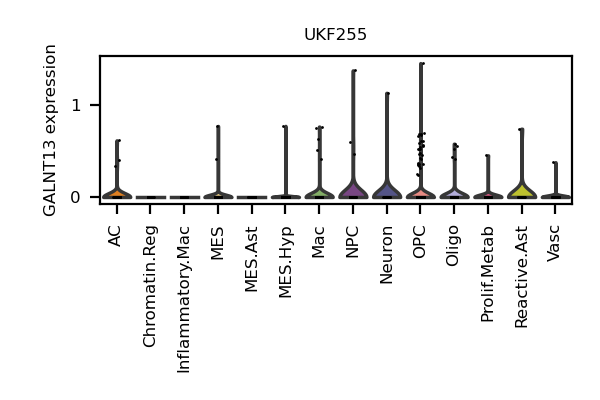 UKF255
GALNT13 expression
1
0
AC
Chromatin.Reg
Inflammatory.Mac
MES
MES.Ast
MES.Hyp
Mac
NPC
Neuron
OPC
Oligo
Prolif.Metab
Reactive.Ast
Vasc